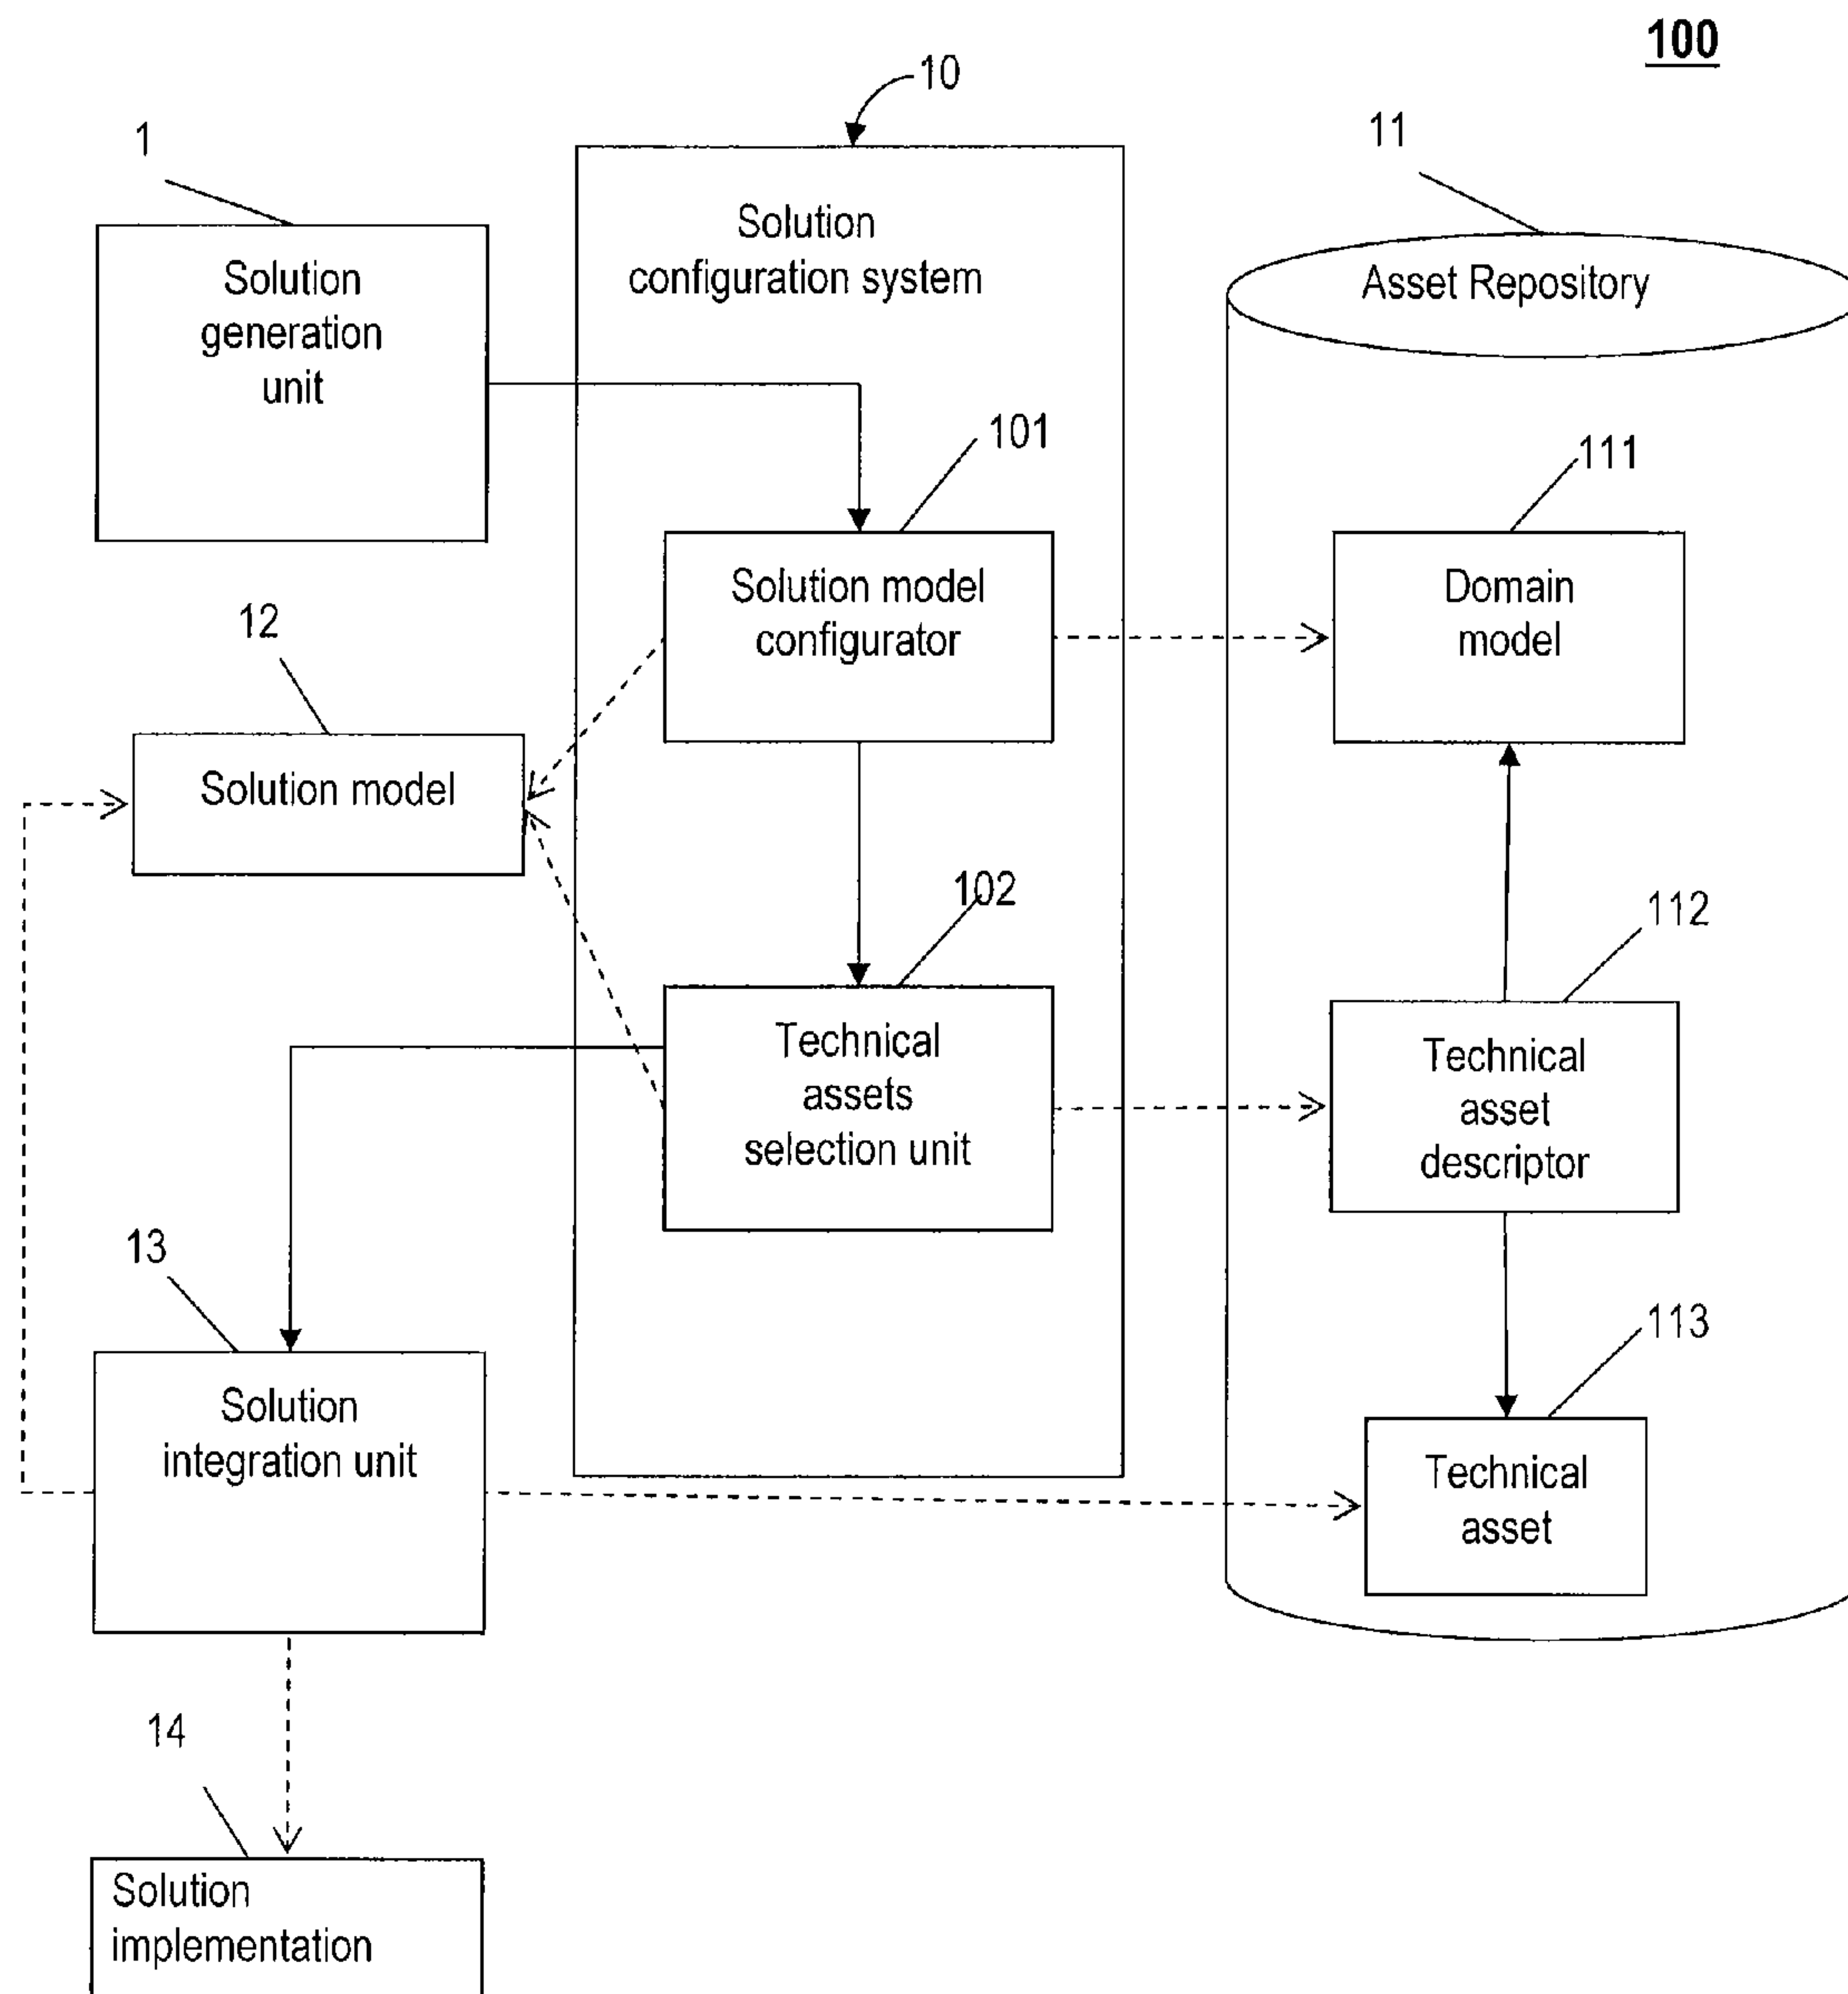 100
10
1
11
Solution
configuration system
Solution
generation
unit
Asset Repository
101
111
Solution model
configurator
Domain
model
12
Solution model
102
112
Technical
assets
selection unit
Technical
asset
descriptor
13
113
Solution
integration unit
Technical
asset
14
Solution
implementation